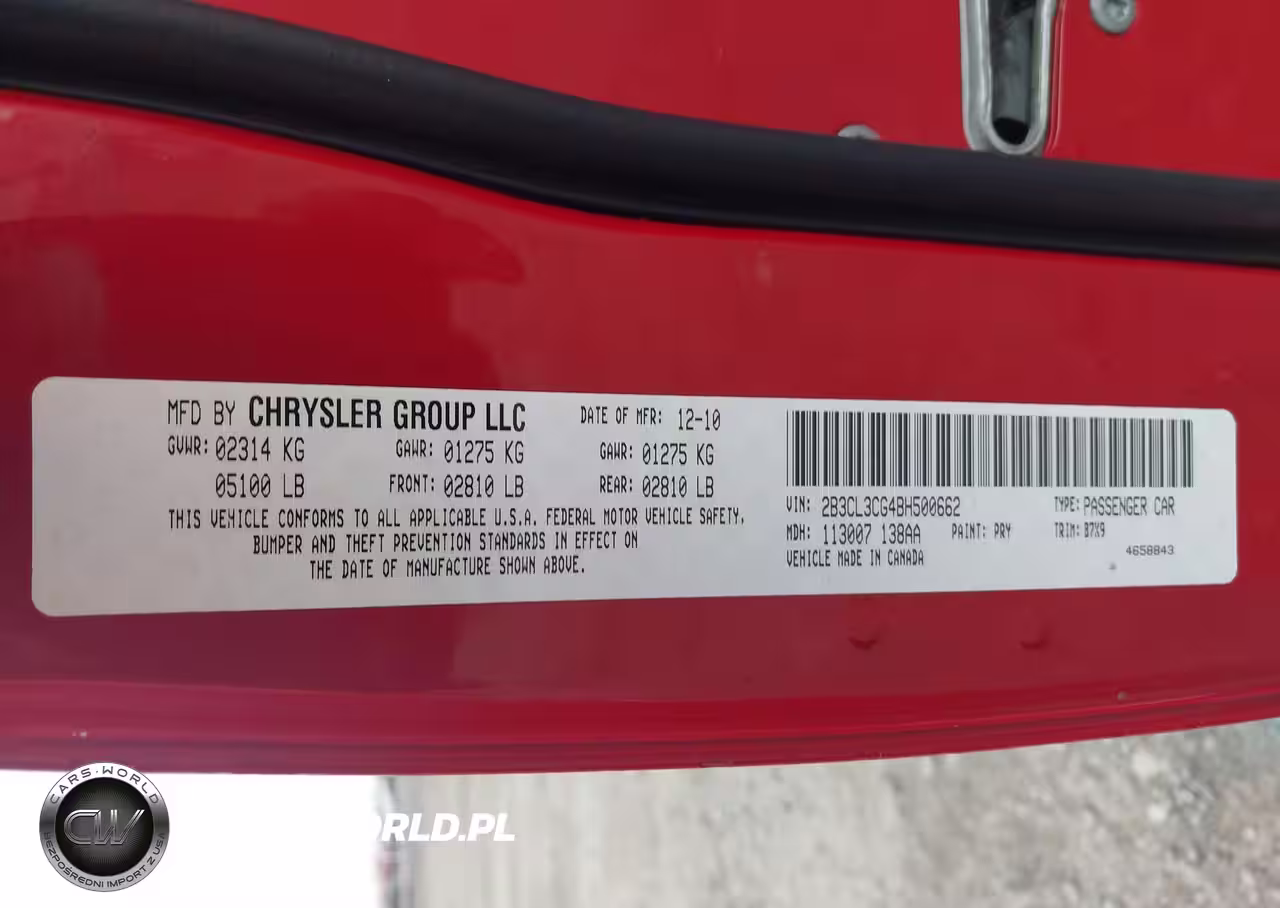 MFD BY CHRYSLER GROUP LLC DATE OF MFR: 12-10
GVWR: 02314 KG GAWR: 01275 KG GAWR: 01275 KG
05100 LB FRONT: 02810 LB REAR: 02810 LB
THIS VEHICLE CONFORMS TO ALL APPLICABLE U.S.A. FEDERAL MOTOR VEHICLE SAFETY,
BUMPER AND THEFT PREVENTION STANDARDS IN EFFECT ON
THE DATE OF MANUFACTURE SHOWN ABOVE.
VIN: 2B3CL3CG4BH500662 TYPE: PASSENGER CAR
MDH: 113007 138AA PAINT: PRY TRIM: B7X9
VEHICLE MADE IN CANADA 4658843
CARS-WORLD
CW
BEZPOŚREDNI IMPORT Z USA
ORLD.PL